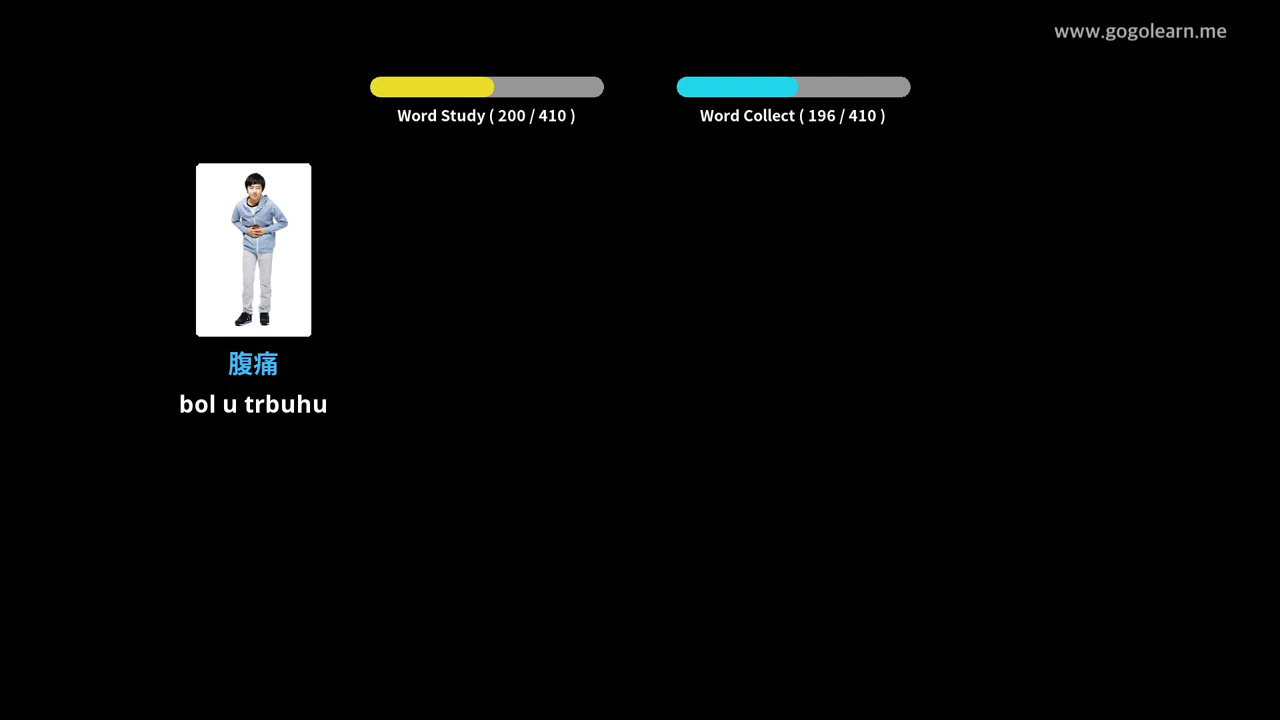 www.gogolearn.me
Word Study ( 200 / 410 )
Word Collect ( 196 / 410 )
腹痛
bol u trbuhu